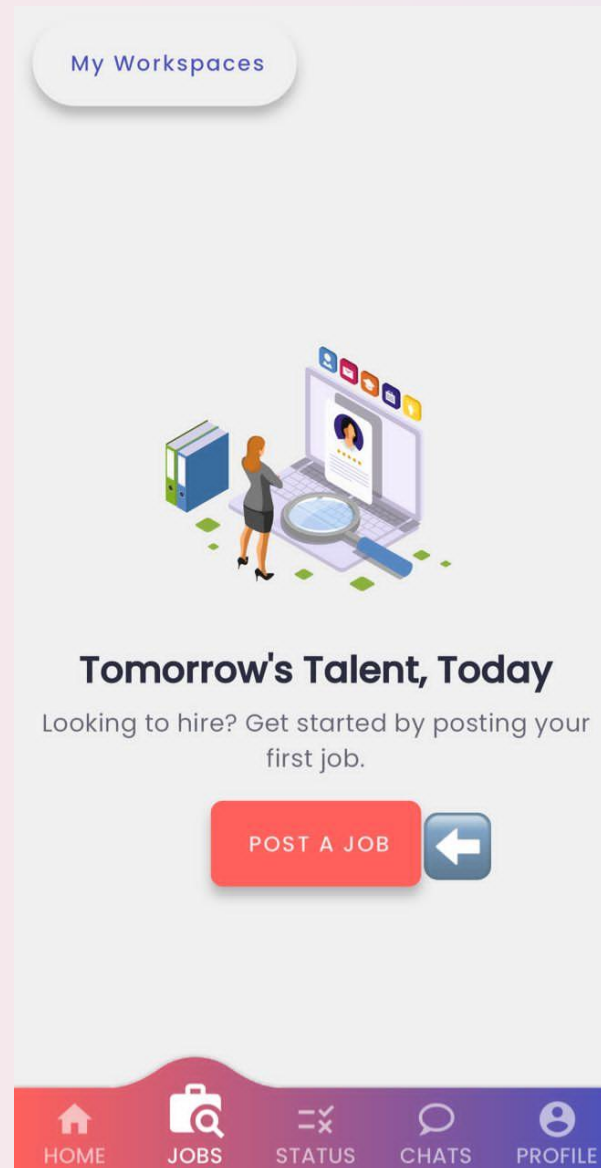 My Workspaces
Tomorrow's Talent, Today
Looking to hire? Get started by posting your
first job.
POST A JOB
HOME JOBS STATUS CHATS PROFILE